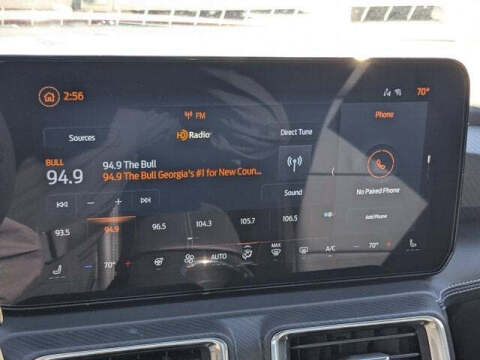 2:56 70°
FM Phone
Sources HD Radio Direct Tune
BULL 94.9 The Bull
94.9 94.9 The Bull Georgia's #1 for New Coun...
No Paired Phone
Sound
- +
Add Phone
93.5 94.9 96.5 104.3 105.7 106.5
MAX
- 70° + AUTO A/C - 70° +